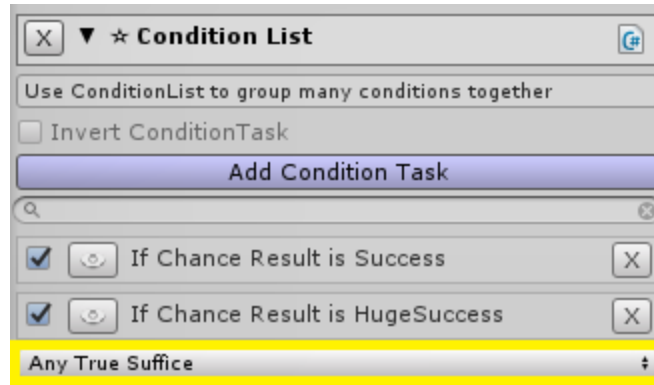 X ▼ ☆ Condition List C#
Use ConditionList to group many conditions together
Invert ConditionTask
Add Condition Task
If Chance Result is Success X
If Chance Result is HugeSuccess X
Any True Suffice